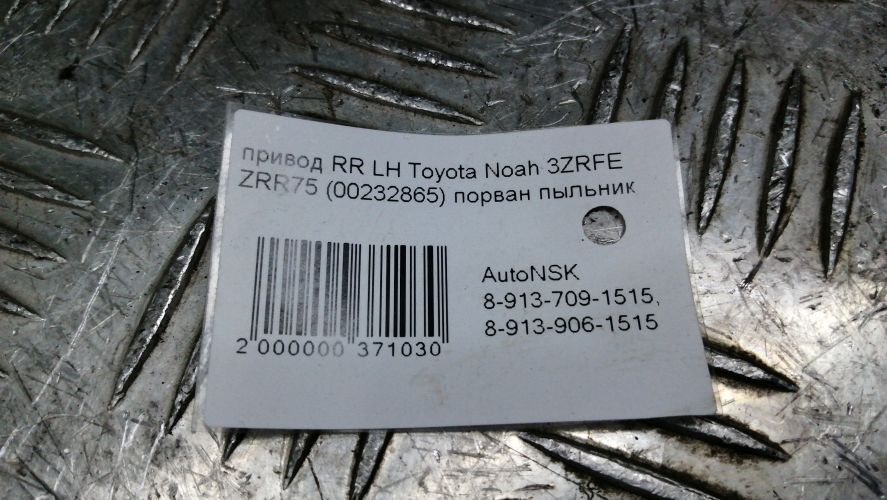 привод RR LH Toyota Noah 3ZRFE
ZRR75 (00232865) порван пыльник
AutoNSK
8-913-709-1515,
8-913-906-1515
2 000000 371030